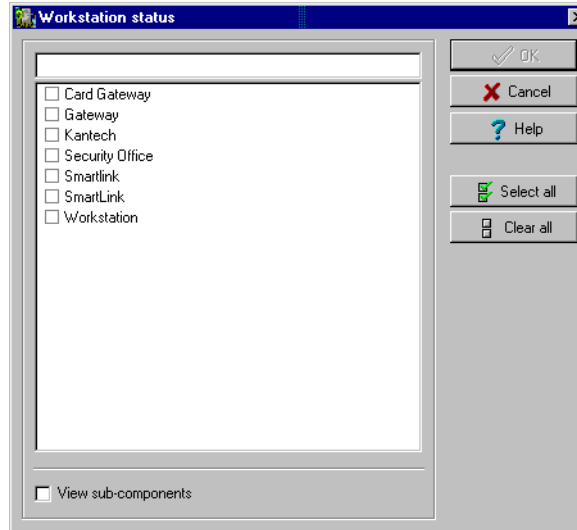 Workstation status
OK
Card Gateway
Cancel
Gateway
Kantech
Help
Security Office
Smartlink
SmartLink
Select all
Workstation
Clear all
View sub-components